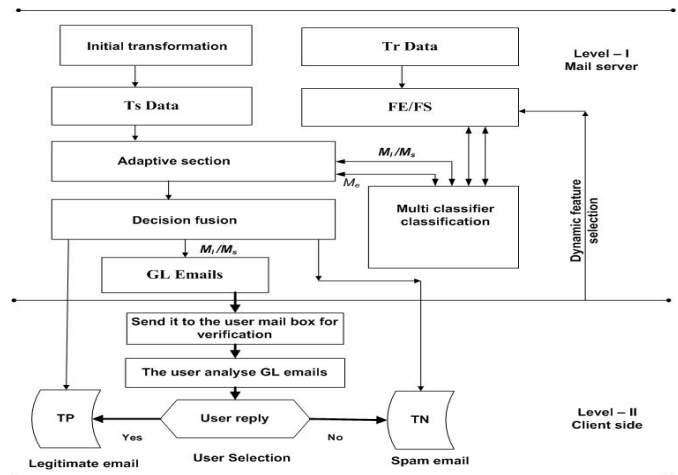 Initial transformation
Tr Data
Level – I
Mail server
Ts Data
FE/FS
Adaptive section
Ml/Ms
Me
Multi classifier
classification
Dynamic feature
selection
Decision fusion
Ml/Ms
GL Emails
Send it to the user mail box for
verification
The user analyse GL emails
TP
User reply
TN
Level – II
Client side
Yes
No
Legitimate email
User Selection
Spam email